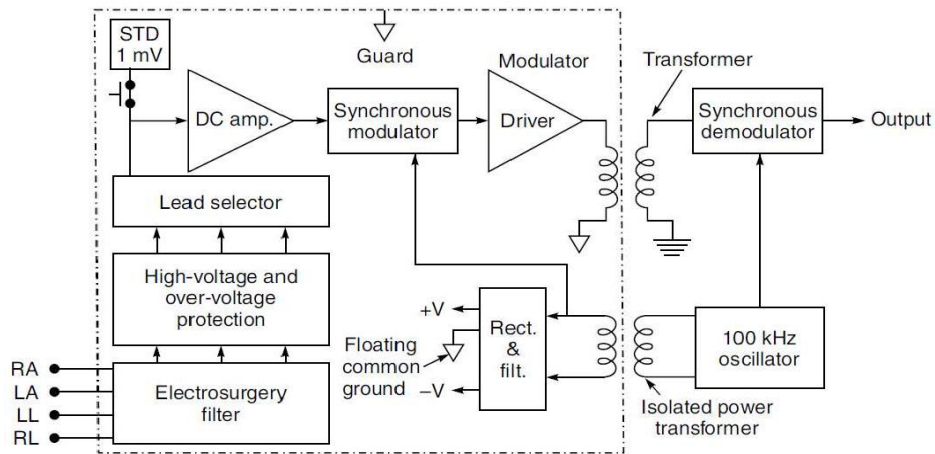 STD
1 mV
Guard
Modulator
Transformer
DC amp.
Synchronous
modulator
Driver
Synchronous
demodulator
Output
Lead selector
High-voltage and
over-voltage
protection
+V
Rect.
&
filt.
100 kHz
oscillator
Floating
common
ground
–V
RA
LA
LL
RL
Electrosurgery
filter
Isolated power
transformer